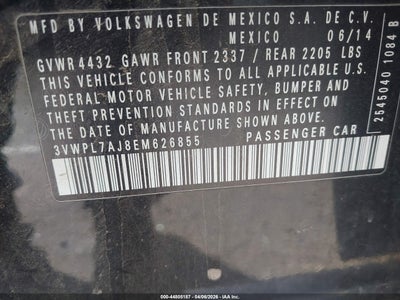 MFD BY VOLKSWAGEN DE MEXICO S.A. DE C.V.
MEXICO 06/14
GVWR 4432 GAWR FRONT 2337 / REAR 2205 LBS
THIS VEHICLE CONFORMS TO ALL APPLICABLE U.S.
FEDERAL MOTOR VEHICLE SAFETY, BUMPER AND
THEFT PREVENTION STANDARDS IN EFFECT ON
THE DATE OF MANUFACTURE SHOWN ABOVE.
3VWPL7AJ8EM626855 PASSENGER CAR
2545040 1084 B
000-44805187 - 04/06/2026 - IAA Inc.